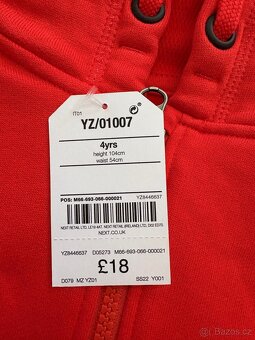 IT01
YZ/01007
4yrs
height 104cm
waist 54cm
POS: M66-693-066-000021
YZ8446637
NEXT RETAIL LTD, LE19 4AT. NEXT RETAIL (IRELAND) LTD, D02
NEXT.CO.UK
YZ8446637 D05273 M66-693-066-000021
£18
D079 MZ YZ01 SS22 Y001
Sbazoš.cz